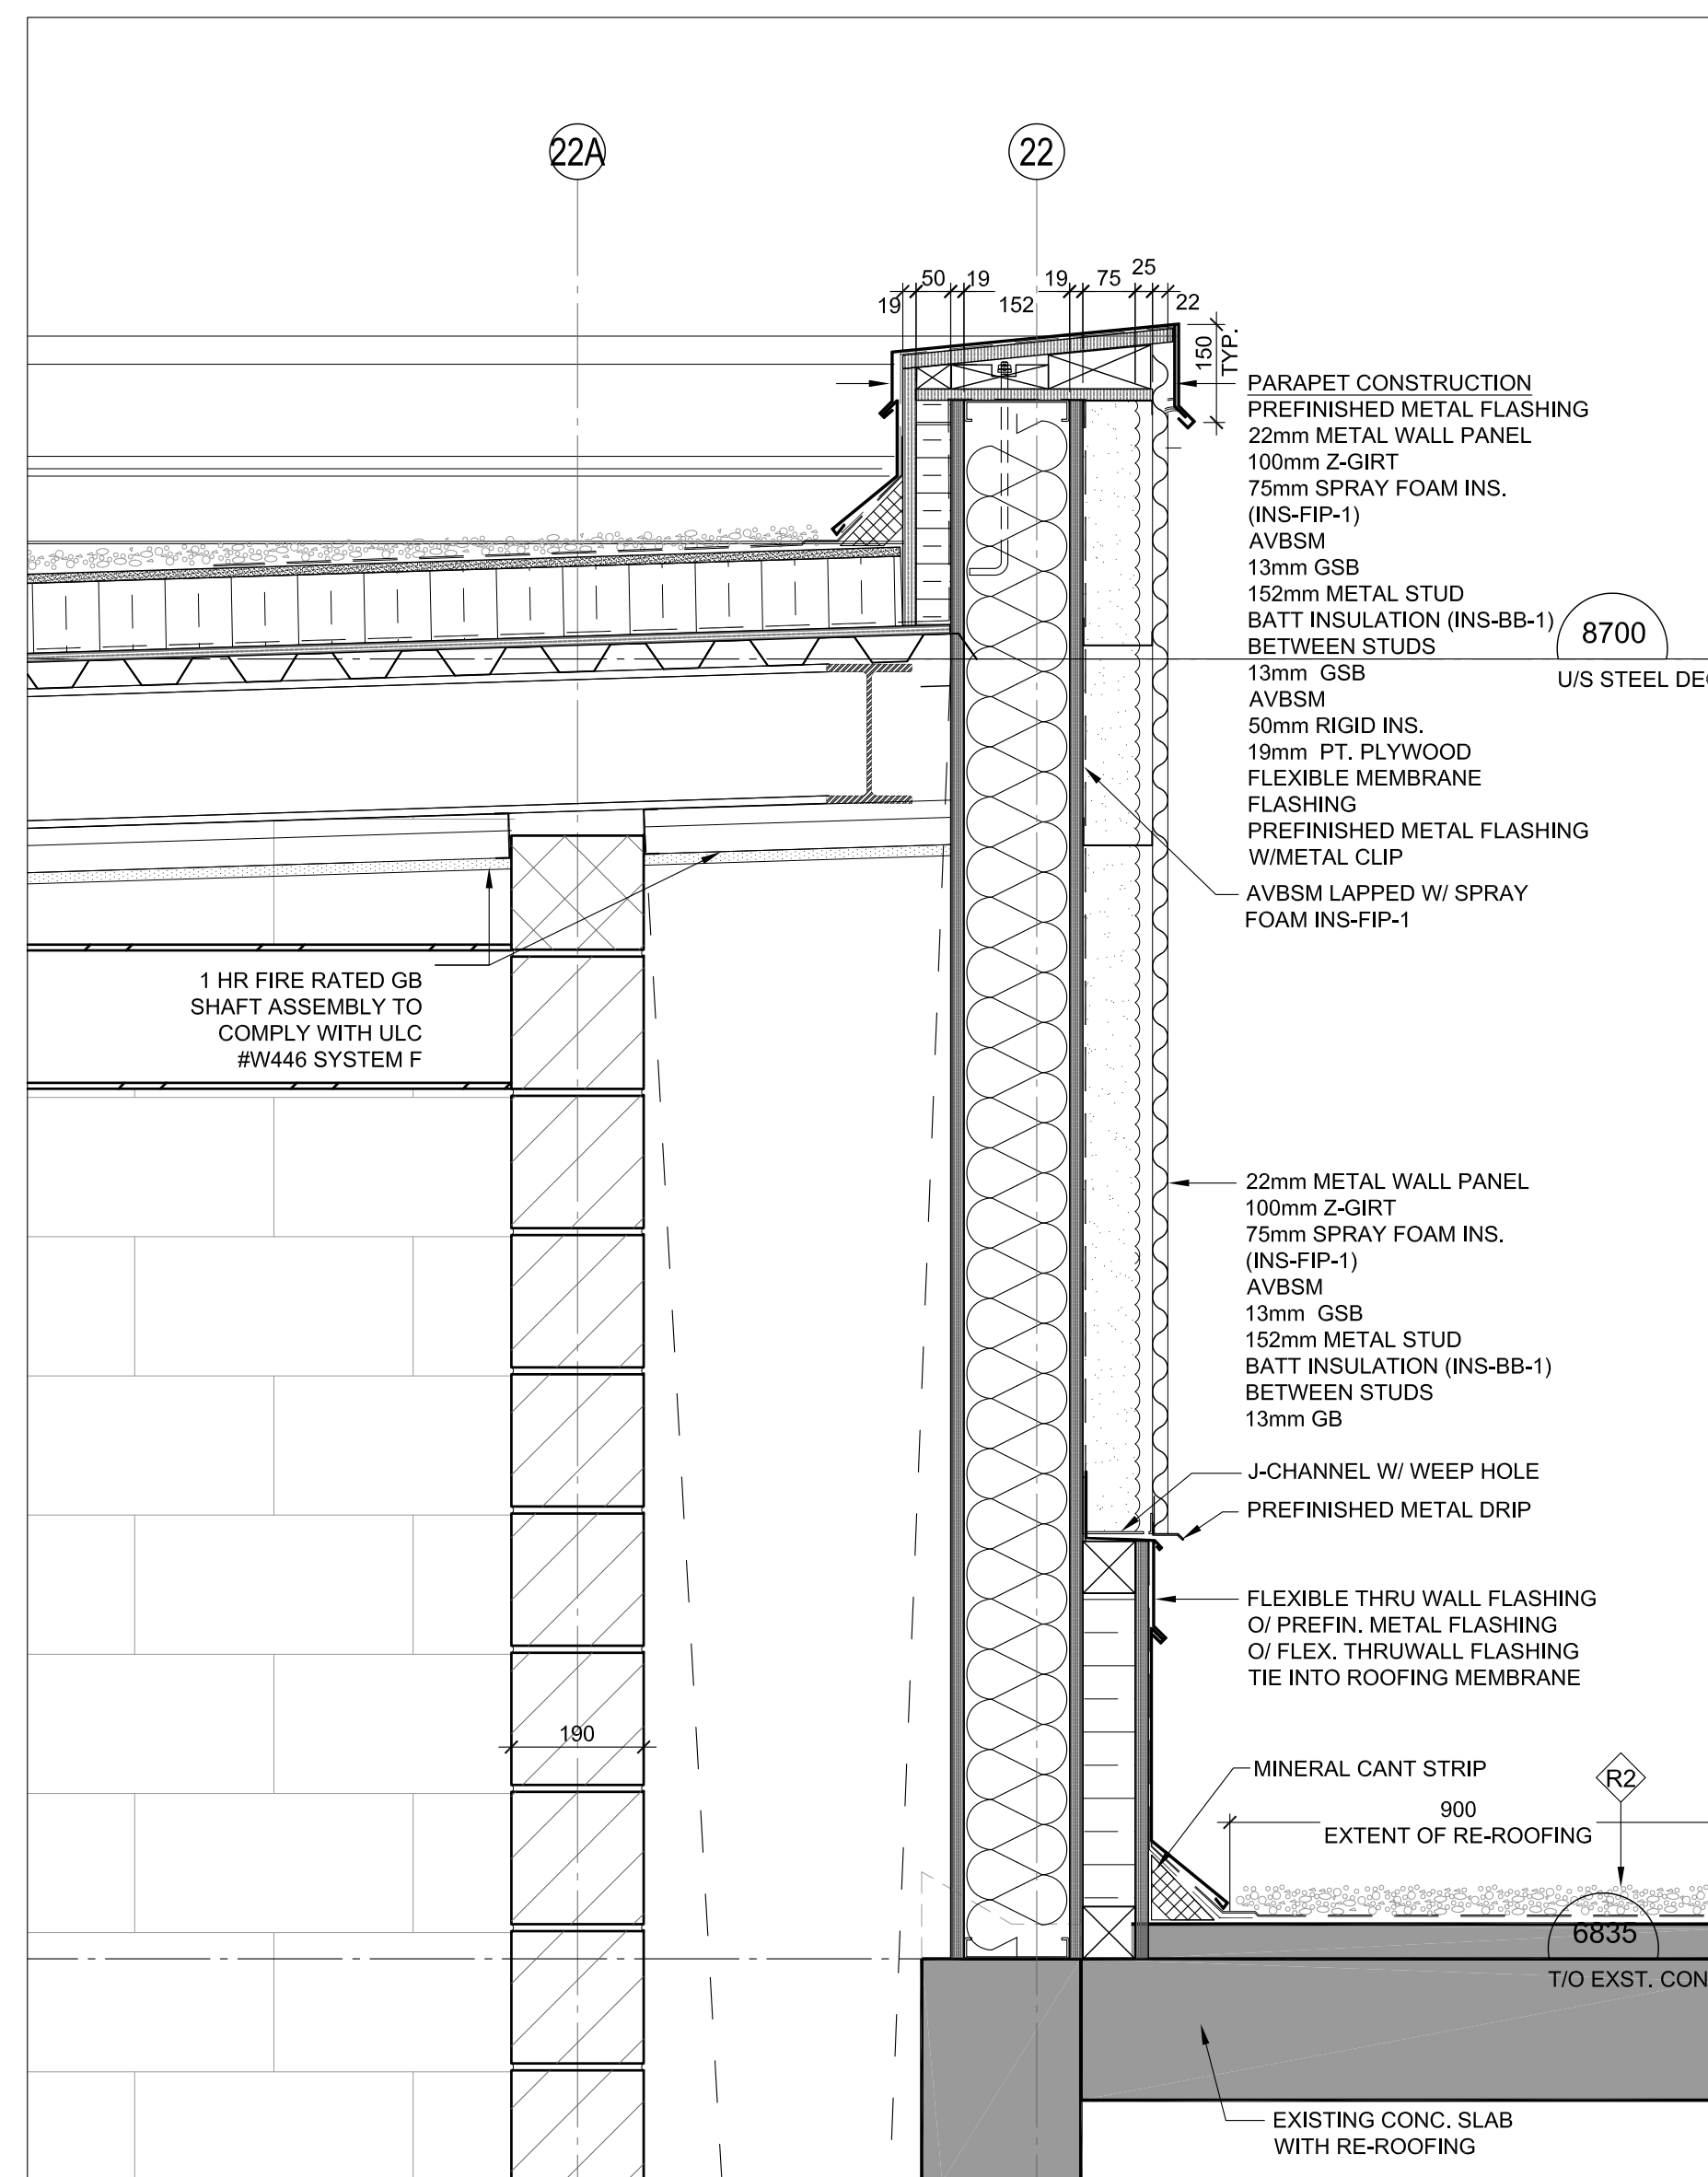 22A
22
50
19
19
75
25
19
152
22
150
TYP.
PARAPET CONSTRUCTION
PREFINISHED METAL FLASHING
22mm METAL WALL PANEL
100mm Z-GIRT
75mm SPRAY FOAM INS.
(INS-FIP-1)
AVBSM
13mm GSB
152mm METAL STUD
BATT INSULATION (INS-BB-1)
BETWEEN STUDS
13mm GSB
AVBSM
50mm RIGID INS.
19mm PT. PLYWOOD
FLEXIBLE MEMBRANE
FLASHING
PREFINISHED METAL FLASHING
W/METAL CLIP
8700
U/S STEEL
AVBSM LAPPED W/ SPRAY
FOAM INS-FIP-1
1 HR FIRE RATED GB
SHAFT ASSEMBLY TO
COMPLY WITH ULC
#W446 SYSTEM F
22mm METAL WALL PANEL
100mm Z-GIRT
75mm SPRAY FOAM INS.
(INS-FIP-1)
AVBSM
13mm GSB
152mm METAL STUD
BATT INSULATION (INS-BB-1)
BETWEEN STUDS
13mm GB
J-CHANNEL W/ WEEP HOLE
PREFINISHED METAL DRIP
FLEXIBLE THRU WALL FLASHING
O/ PREFIN. METAL FLASHING
O/ FLEX. THRUWALL FLASHING
TIE INTO ROOFING MEMBRANE
190
MINERAL CANT STRIP
R2
900
EXTENT OF RE-ROOFING
6835
T/O EXST.
EXISTING CONC. SLAB
WITH RE-ROOFING